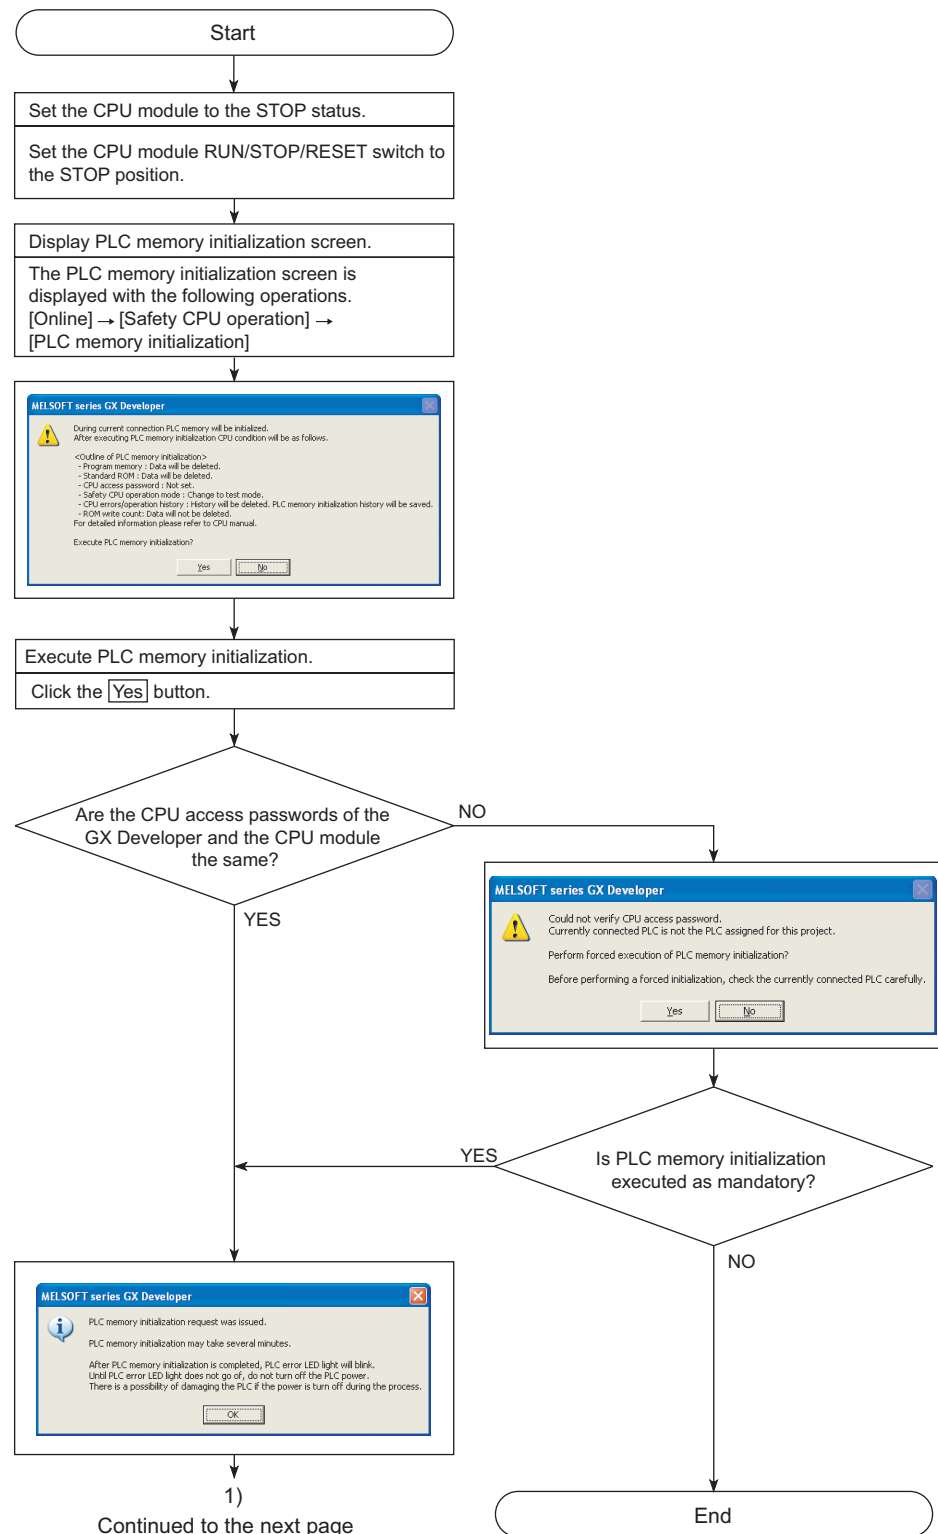 Start
Set the CPU module to the STOP status.
Set the CPU module RUN/STOP/RESET switch to
the STOP position.
Display PLC memory initialization screen.
The PLC memory initialization screen is
displayed with the following operations.
[Online] → [Safety CPU operation] →
[PLC memory initialization]
MELSOFT series GX Developer
During current connection PLC memory will be initialized.
After executing PLC memory initialization CPU condition will be as follows.
<Outline of PLC memory initialization>
- Program memory : Data will be deleted.
- Standard ROM : Data will be deleted.
- CPU access password : Not set.
- Safety CPU operation mode : Change to test mode.
- CPU errors/operation history : History will be deleted. PLC memory initialization history will be saved.
- ROM write count: Data will not be deleted.
For detailed information please refer to CPU manual.
Execute PLC memory initialization?
Yes No
Execute PLC memory initialization.
Click the Yes button.
Are the CPU access passwords of the
GX Developer and the CPU module
the same?
NO
YES
MELSOFT series GX Developer
Could not verify CPU access password.
Currently connected PLC is not the PLC assigned for this project.
Perform forced execution of PLC memory initialization?
Before performing a forced initialization, check the currently connected PLC carefully.
Yes No
Is PLC memory initialization
executed as mandatory?
YES
NO
MELSOFT series GX Developer
PLC memory initialization request was issued.
PLC memory initialization may take several minutes.
After PLC memory initialization is completed, PLC error LED light will blink.
Until PLC error LED light does not go of, do not turn off the PLC power.
There is a possibility of damaging the PLC if the power is turn off during the process.
OK
1)
Continued to the next page
End